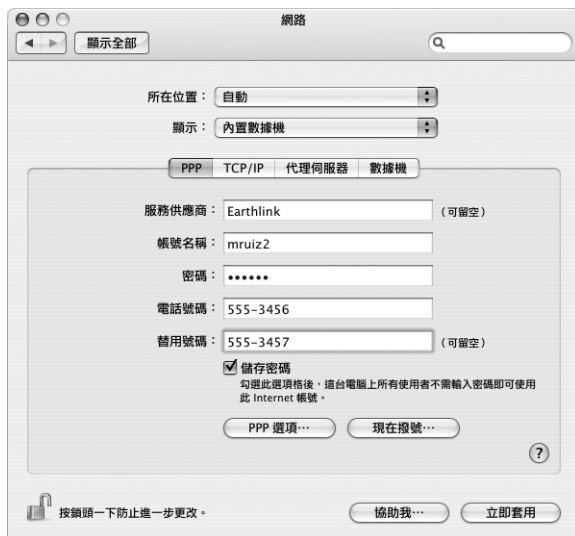 網路
顯示全部
所在位置： 自動
顯示： 內置數據機
PPP TCP/IP 代理伺服器 數據機
服務供應商： Earthlink （可留空）
帳號名稱： mruiz2
密碼： ••••••
電話號碼： 555-3456
替用號碼： 555-3457 （可留空）
儲存密碼
勾選此選項格後，這台電腦上所有使用者不需輸入密碼即可使用
此 Internet 帳號。
PPP 選項⋯ 現在撥號⋯
?
按鎖頭一下防止進一步更改。 協助我⋯ 立即套用